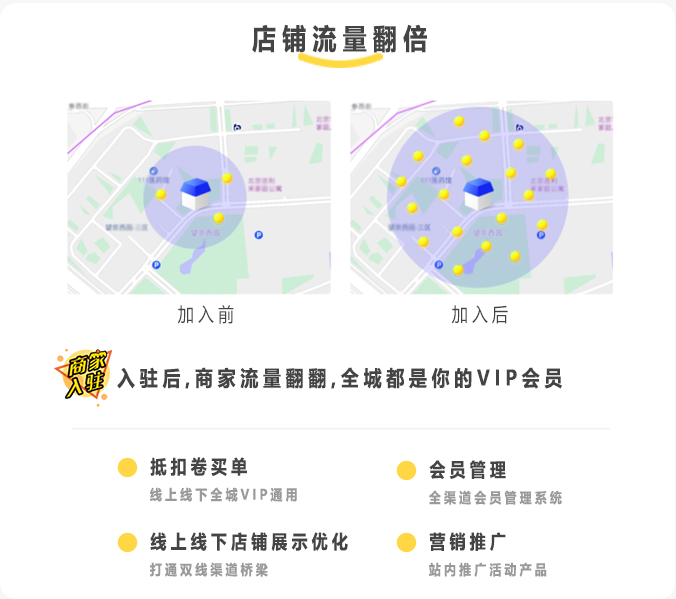 店铺流量翻倍
P
P
P
P
加入前
加入后
商家
入驻
入驻后,商家流量翻翻,全城都是你的VIP会员
抵扣卷买单
线上线下全城VIP通用
会员管理
全渠道会员管理系统
线上线下店铺展示优化
打通双线渠道桥梁
营销推广
站内推广活动产品